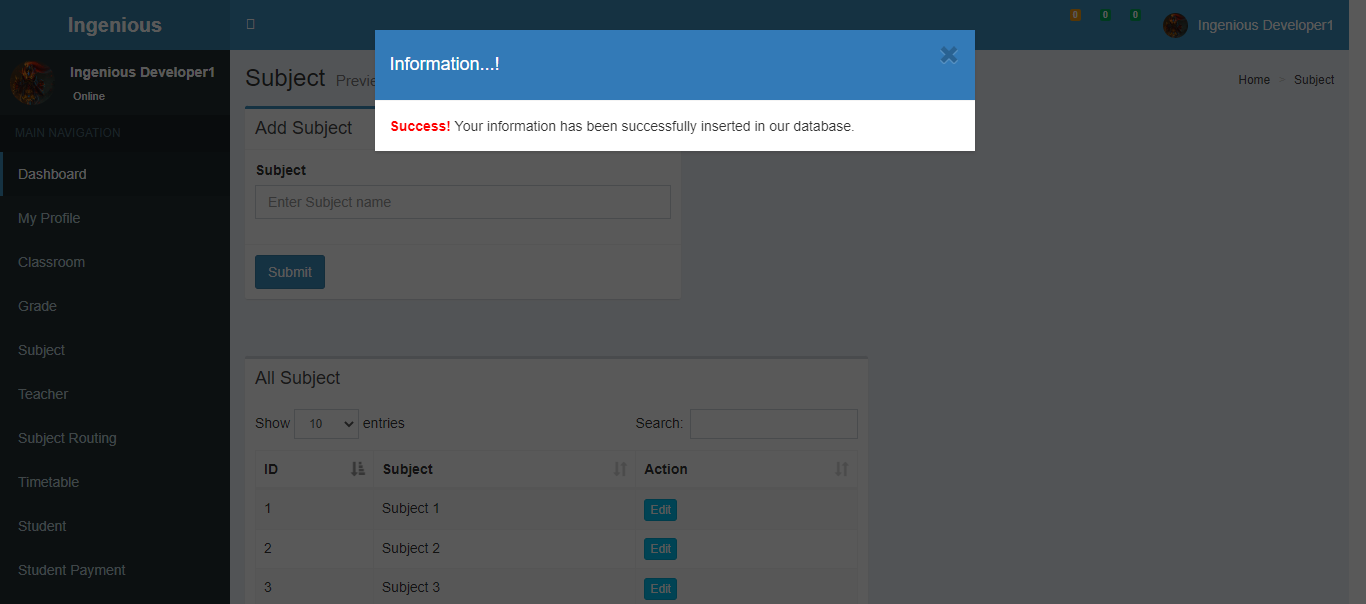 Ingenious
0 0 0 Ingenious Developer1
Ingenious Developer1
Online
MAIN NAVIGATION
Dashboard
My Profile
Classroom
Grade
Subject
Teacher
Subject Routing
Timetable
Student
Student Payment
Information...!
Success! Your information has been successfully inserted in our database.
Subject
Home > Subject
Add Subject
Subject
Enter Subject name
Submit
All Subject
Show 10 entries
Search:
ID Subject Action
1 Subject 1 Edit
2 Subject 2 Edit
3 Subject 3 Edit